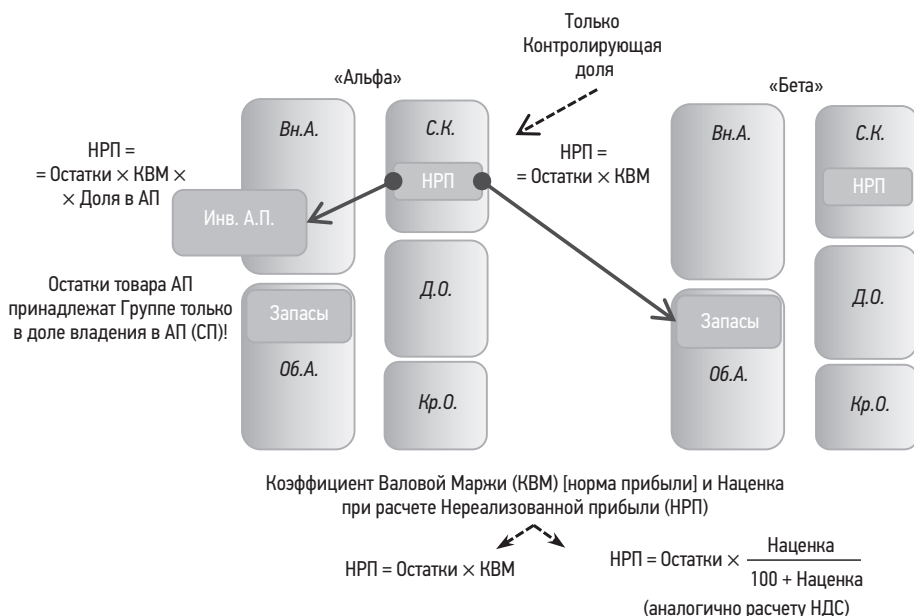 Только
Контролирующая
доля
«Альфа»
«Бета»
Вн.А.
С.К.
Вн.А.
С.К.
НРП =
= Остатки × КВМ ×
× Доля в АП
НРП =
= Остатки × КВМ
НРП
НРП
Инв. А.П.
Остатки товара АП
принадлежат Группе только
в доле владения в АП (СП)!
Запасы
Д.О.
Запасы
Д.О.
Об.А.
Об.А.
Кр.О.
Кр.О.
Коэффициент Валовой Маржи (КВМ) [норма прибыли] и Наценка
при расчете Нереализованной прибыли (НРП)
НРП = Остатки × КВМ
НРП = Остатки × Наценка
100 + Наценка
(аналогично расчету НДС)